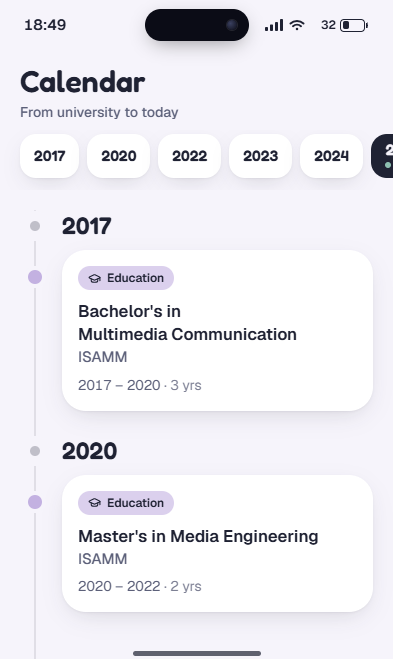 18:49
32
Calendar
From university to today
2017 2020 2022 2023 2024
2017
Education
Bachelor's in
Multimedia Communication
ISAMM
2017 – 2020 · 3 yrs
2020
Education
Master's in Media Engineering
ISAMM
2020 – 2022 · 2 yrs